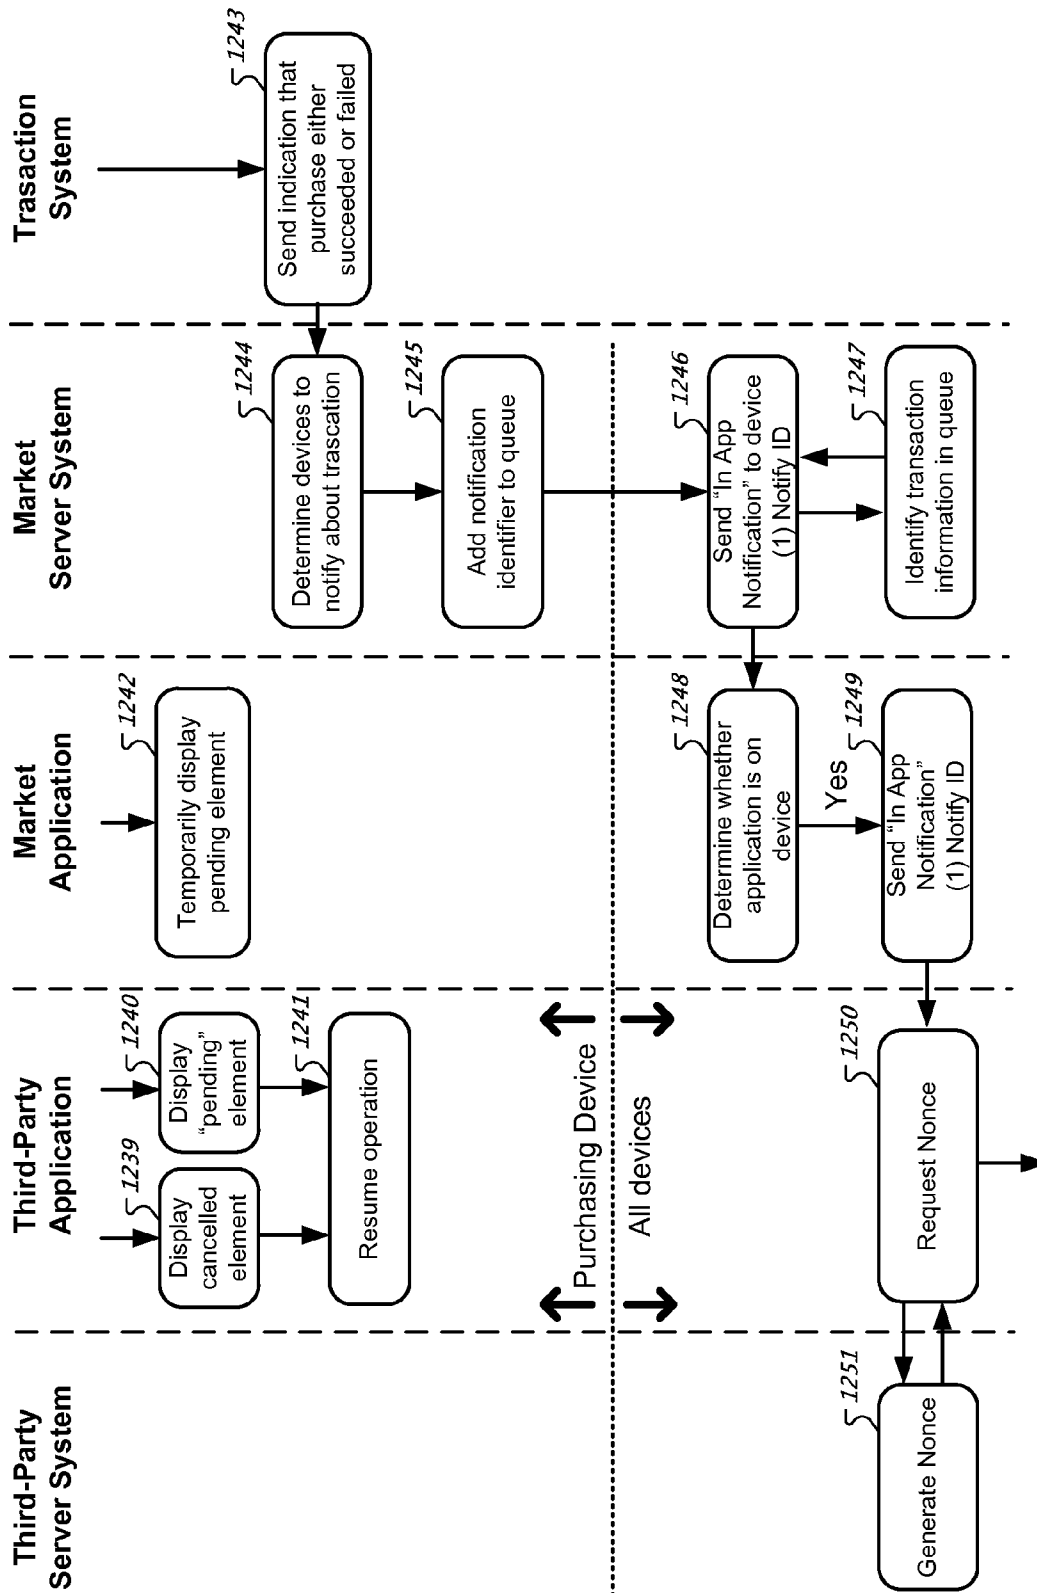 Third-Party
Server System
Third-Party
Application
Market
Application
Market
Server System
Trasaction
System
1239
Display
cancelled
element
1240
Display
“pending”
element
1241
Resume operation
1242
Temporarily display
pending element
1243
Send indication that
purchase either
succeeded or failed
1244
Determine devices to
notify about trascation
1245
Add notification
identifier to queue
Purchasing Device
All devices
1246
Send “In App
Notification” to device
(1) Notify ID
1247
Identify transaction
information in queue
1248
Determine whether
application is on
device
Yes
1249
Send “In App
Notification”
(1) Notify ID
1250
Request Nonce
1251
Generate Nonce